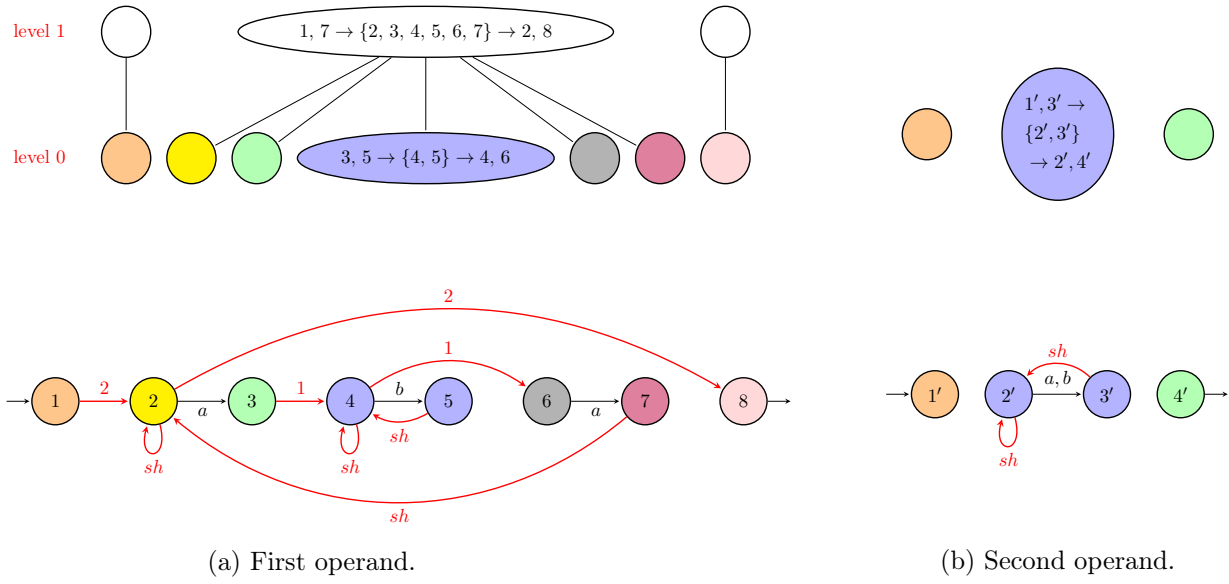 level 1
1, 7 → {2, 3, 4, 5, 6, 7} → 2, 8
level 0
3, 5 → {4, 5} → 4, 6
1′, 3′ →
{2′, 3′}
→ 2′, 4′
2
1
sh
1 2 2 a 3 1 4 b 5 6 a 7 8
sh
sh sh
sh
1′ 2′ a, b 3′ 4′
sh
(a) First operand.
(b) Second operand.